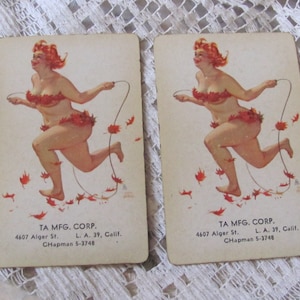 TA MFG. CORP.
4607 Alger St. L. A. 39, Calif.
CHapman 5-3748
TA MFG. CORP.
4607 Alger St. L. A. 39, Calif.
CHapman 5-3748